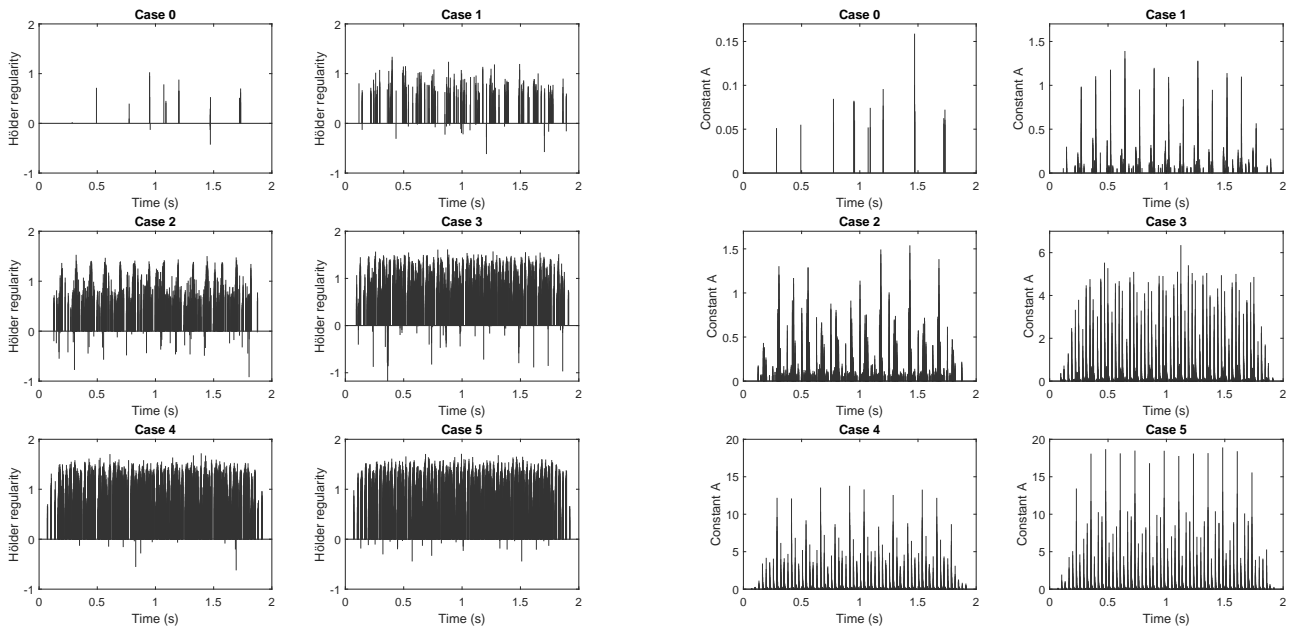 Case 0
Hölder regularity
2
1
0
-1
0 0.5 1 1.5 2
Time (s)
Case 1
Hölder regularity
2
1
0
-1
0 0.5 1 1.5 2
Time (s)
Case 2
Hölder regularity
2
1
0
-1
0 0.5 1 1.5 2
Time (s)
Case 3
Hölder regularity
2
1
0
-1
0 0.5 1 1.5 2
Time (s)
Case 4
Hölder regularity
2
1
0
-1
0 0.5 1 1.5 2
Time (s)
Case 5
Hölder regularity
2
1
0
-1
0 0.5 1 1.5 2
Time (s)
Case 0
Constant A
0.15
0.1
0.05
0
0 0.5 1 1.5 2
Time (s)
Case 1
Constant A
1.5
1
0.5
0
0 0.5 1 1.5 2
Time (s)
Case 2
Constant A
1.5
1
0.5
0
0 0.5 1 1.5 2
Time (s)
Case 3
Constant A
6
4
2
0
0 0.5 1 1.5 2
Time (s)
Case 4
Constant A
20
15
10
5
0
0 0.5 1 1.5 2
Time (s)
Case 5
Constant A
20
15
10
5
0
0 0.5 1 1.5 2
Time (s)